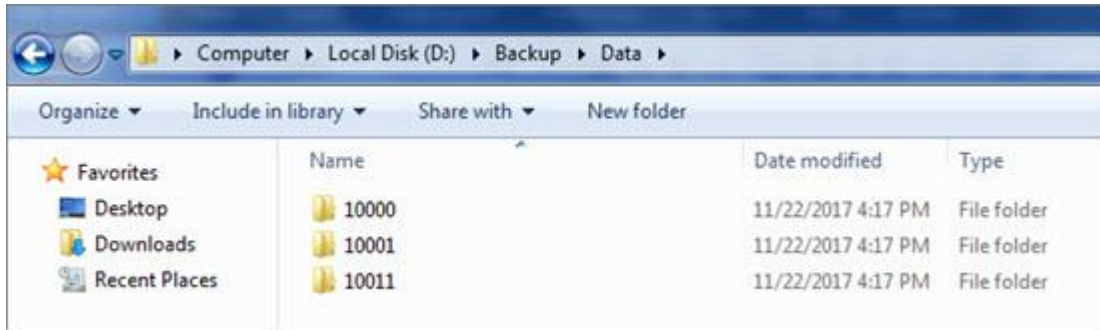 Computer Local Disk (D:) Backup Data
Organize Include in library Share with New folder
Favorites Name Date modified Type
Desktop 10000 11/22/2017 4:17 PM File folder
Downloads 10001 11/22/2017 4:17 PM File folder
Recent Places 10011 11/22/2017 4:17 PM File folder